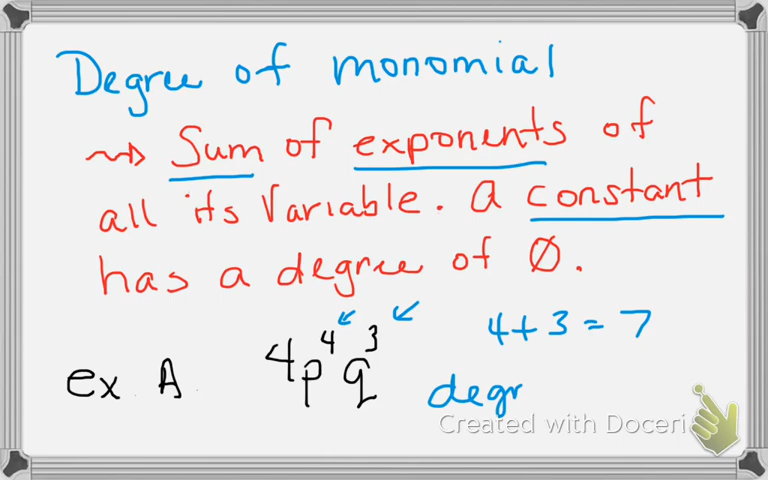 Degree of monomial
⇝ Sum of exponents of
all its Variable. A constant
has a degree of Ø.
ex A 4p⁴q³ 4+3=7
degr
Created with Doceri